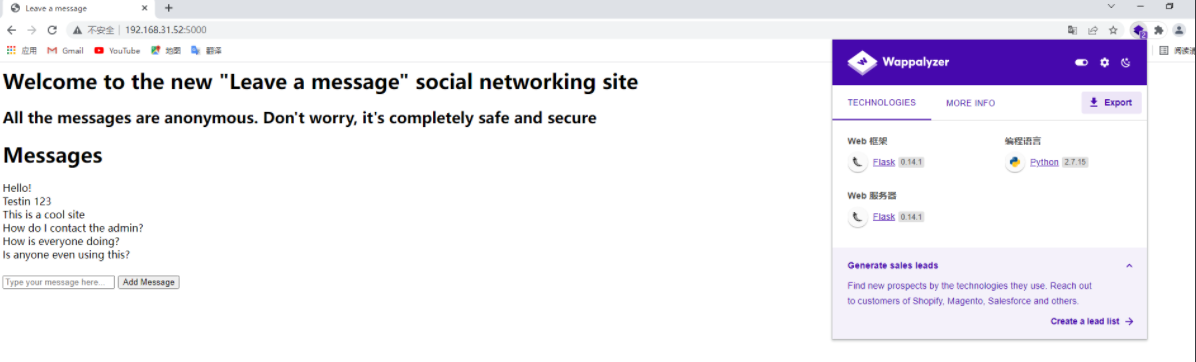 Leave a message
不安全 192.168.31.52:5000
应用 Gmail YouTube 地图 翻译
Welcome to the new "Leave a message" social networking site
All the messages are anonymous. Don't worry, it's completely safe and secure
Messages
Hello!
Testin 123
This is a cool site
How do I contact the admin?
How is everyone doing?
Is anyone even using this?
Type your message here... Add Message
2
Wappalyzer
TECHNOLOGIES MORE INFO Export
Web 框架 编程语言
Flask 0.14.1 Python 2.7.15
Web 服务器
Flask 0.14.1
Generate sales leads
Find new prospects by the technologies they use. Reach out
to customers of Shopify, Magento, Salesforce and others.
Create a lead list